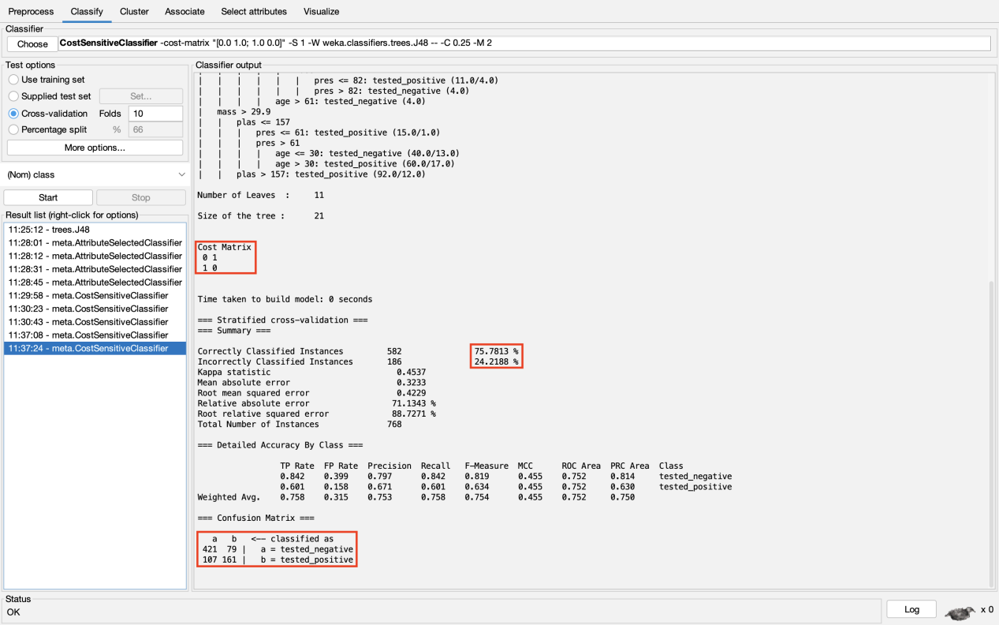 Preprocess Classify Cluster Associate Select attributes Visualize
Classifier
Choose CostSensitiveClassifier -cost-matrix "[0.0 1.0; 1.0 0.0]" -S 1 -W weka.classifiers.trees.J48 -- -C 0.25 -M 2
Test options
Use training set
Supplied test set Set...
Cross-validation Folds 10
Percentage split % 66
More options...
(Nom) class
Start Stop
Result list (right-click for options)
11:25:12 - trees.J48
11:28:01 - meta.AttributeSelectedClassifier
11:28:12 - meta.AttributeSelectedClassifier
11:28:31 - meta.AttributeSelectedClassifier
11:28:45 - meta.AttributeSelectedClassifier
11:29:58 - meta.CostSensitiveClassifier
11:30:23 - meta.CostSensitiveClassifier
11:30:43 - meta.CostSensitiveClassifier
11:37:08 - meta.CostSensitiveClassifier
11:37:24 - meta.CostSensitiveClassifier
Classifier output
| | | | | | pres <= 82: tested_positive (11.0/4.0)
| | | | | | pres > 82: tested_negative (4.0)
| | | | age > 61: tested_negative (4.0)
| mass > 29.9
| | plas <= 157
| | | pres <= 61: tested_positive (15.0/1.0)
| | | pres > 61
| | | | age <= 30: tested_negative (40.0/13.0)
| | | | age > 30: tested_positive (60.0/17.0)
| | plas > 157: tested_positive (92.0/12.0)
Number of Leaves : 11
Size of the tree : 21
Cost Matrix
0 1
1 0
Time taken to build model: 0 seconds
=== Stratified cross-validation ===
=== Summary ===
Correctly Classified Instances 582 75.7813 %
Incorrectly Classified Instances 186 24.2188 %
Kappa statistic 0.4537
Mean absolute error 0.3233
Root mean squared error 0.4229
Relative absolute error 71.1343 %
Root relative squared error 88.7271 %
Total Number of Instances 768
=== Detailed Accuracy By Class ===
TP Rate FP Rate Precision Recall F-Measure MCC ROC Area PRC Area Class
0.842 0.399 0.797 0.842 0.819 0.455 0.752 0.814 tested_negative
0.601 0.158 0.671 0.601 0.634 0.455 0.752 0.630 tested_positive
Weighted Avg. 0.758 0.315 0.753 0.758 0.754 0.455 0.752 0.750
=== Confusion Matrix ===
a b <-- classified as
421 79 | a = tested_negative
107 161 | b = tested_positive
Status
OK
Log x 0